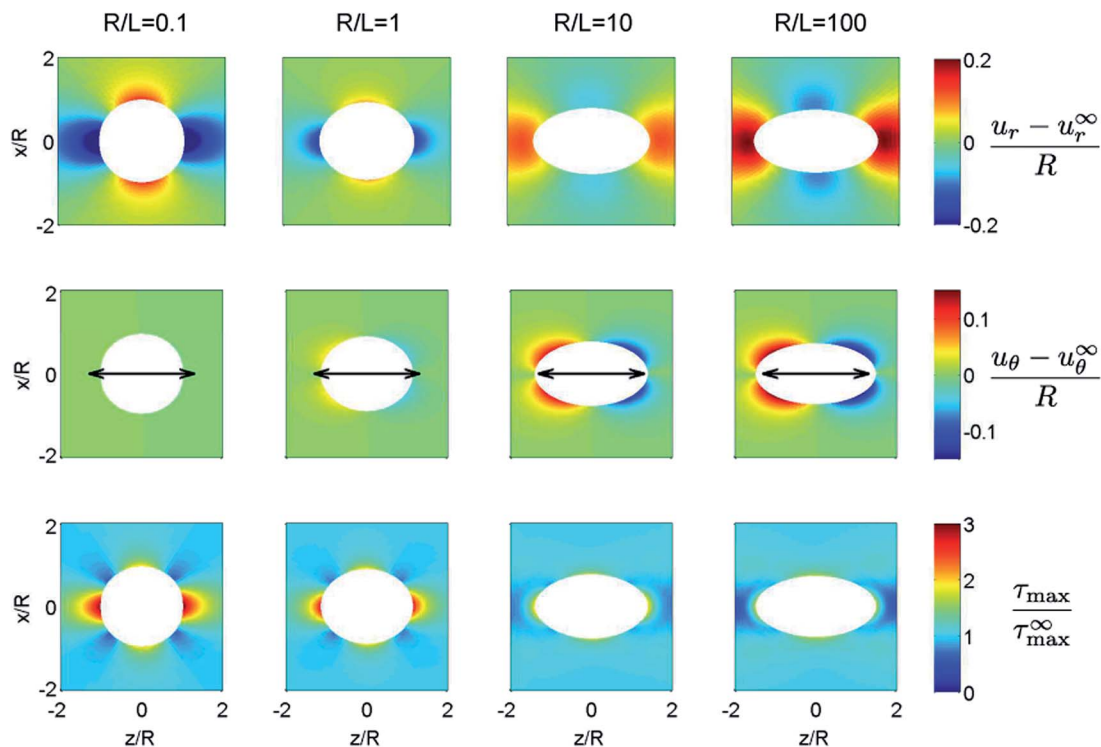 R/L=0.1 R/L=1 R/L=10 R/L=100
2
0
-2
x/R
0.2
0
-0.2
u_r − u_r^∞
R
2
0
-2
x/R
0.1
0
-0.1
u_θ − u_θ^∞
R
2
0
-2
x/R
-2 0 2
z/R
-2 0 2
z/R
-2 0 2
z/R
-2 0 2
z/R
3
2
1
0
τ_max
τ_max^∞